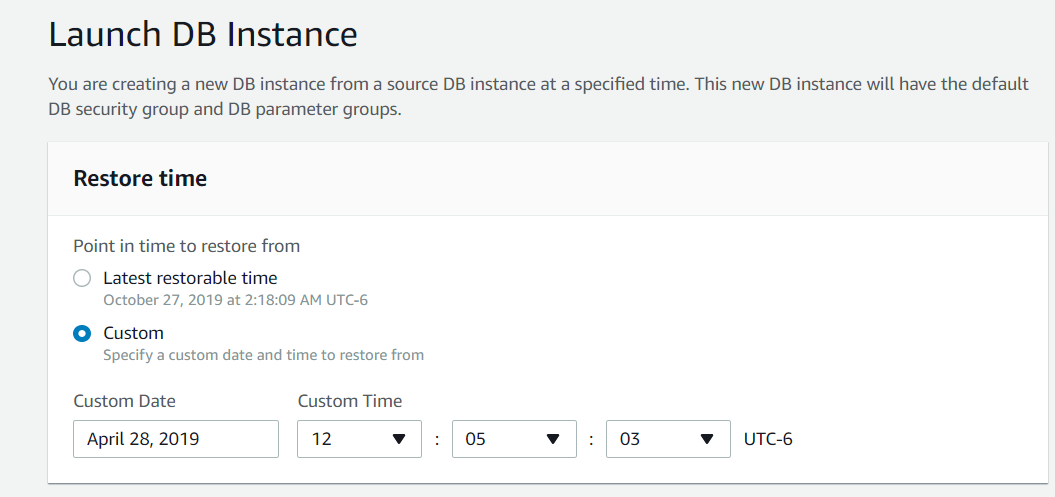 Launch DB Instance
You are creating a new DB instance from a source DB instance at a specified time. This new DB instance will have the default
DB security group and DB parameter groups.
Restore time
Point in time to restore from
Latest restorable time
October 27, 2019 at 2:18:09 AM UTC-6
Custom
Specify a custom date and time to restore from
Custom Date Custom Time
April 28, 2019 12 : 05 : 03 UTC-6